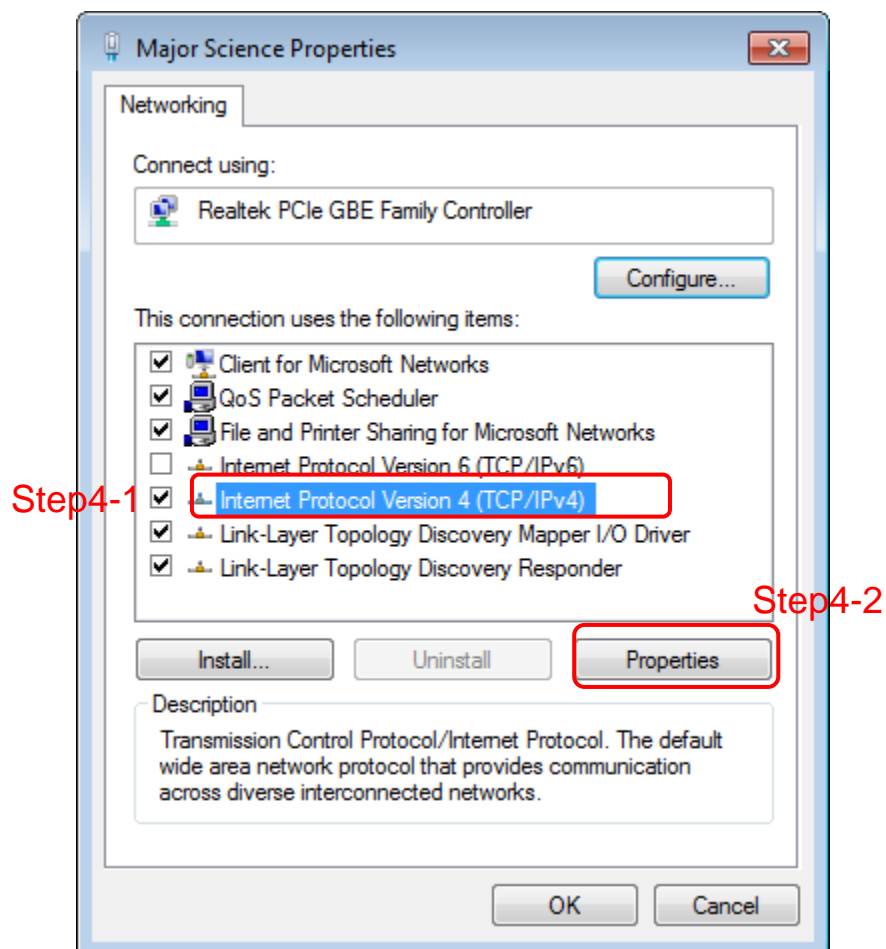 Major Science Properties
Networking
Connect using:
Realtek PCIe GBE Family Controller
Configure...
This connection uses the following items:
Client for Microsoft Networks
QoS Packet Scheduler
File and Printer Sharing for Microsoft Networks
Internet Protocol Version 6 (TCP/IPv6)
Step4-1 Internet Protocol Version 4 (TCP/IPv4)
Link-Layer Topology Discovery Mapper I/O Driver
Link-Layer Topology Discovery Responder
Step4-2
Install... Uninstall Properties
Description
Transmission Control Protocol/Internet Protocol. The default
wide area network protocol that provides communication
across diverse interconnected networks.
OK Cancel